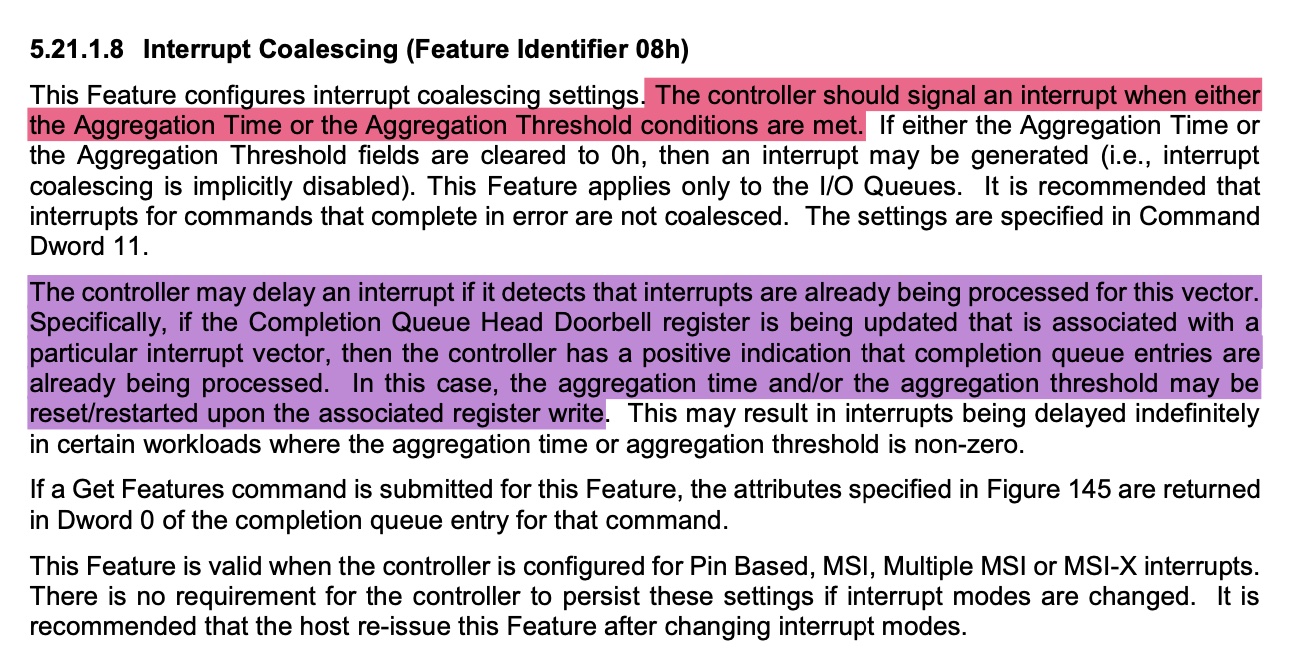 5.21.1.8 Interrupt Coalescing (Feature Identifier 08h)
This Feature configures interrupt coalescing settings. The controller should signal an interrupt when either
the Aggregation Time or the Aggregation Threshold conditions are met. If either the Aggregation Time or
the Aggregation Threshold fields are cleared to 0h, then an interrupt may be generated (i.e., interrupt
coalescing is implicitly disabled). This Feature applies only to the I/O Queues. It is recommended that
interrupts for commands that complete in error are not coalesced. The settings are specified in Command
Dword 11.
The controller may delay an interrupt if it detects that interrupts are already being processed for this vector.
Specifically, if the Completion Queue Head Doorbell register is being updated that is associated with a
particular interrupt vector, then the controller has a positive indication that completion queue entries are
already being processed. In this case, the aggregation time and/or the aggregation threshold may be
reset/restarted upon the associated register write. This may result in interrupts being delayed indefinitely
in certain workloads where the aggregation time or aggregation threshold is non-zero.
If a Get Features command is submitted for this Feature, the attributes specified in Figure 145 are returned
in Dword 0 of the completion queue entry for that command.
This Feature is valid when the controller is configured for Pin Based, MSI, Multiple MSI or MSI-X interrupts.
There is no requirement for the controller to persist these settings if interrupt modes are changed. It is
recommended that the host re-issue this Feature after changing interrupt modes.